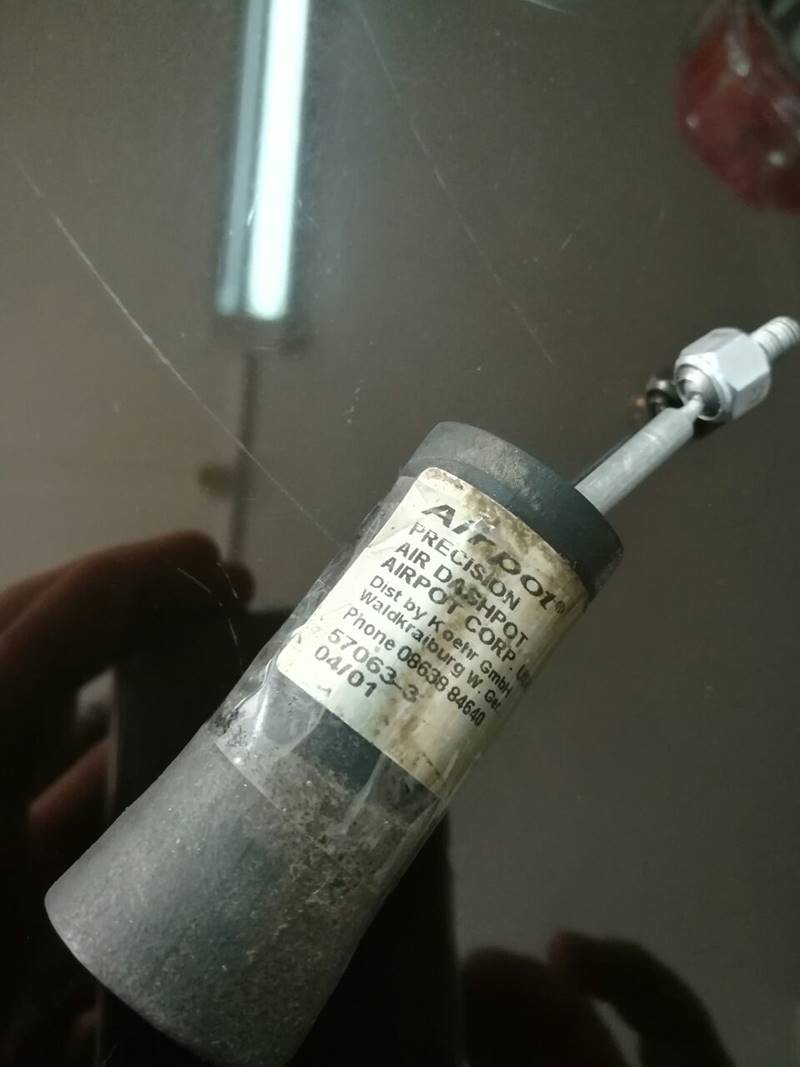 Airpot®
PRECISION
AIR DASHPOT
AIRPOT CORP
Dist by Koehr GmbH
Waldkraiburg W. Ger
Phone 08638 84640
57063-3
04/01